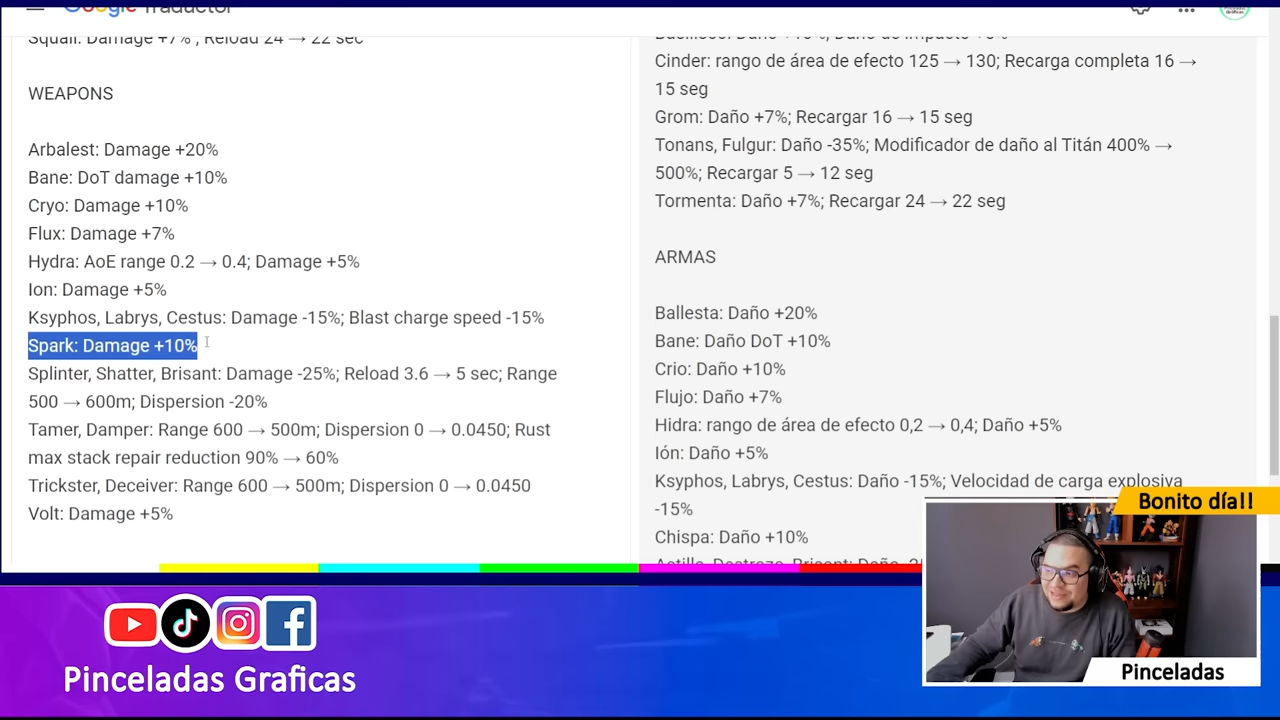 Google Traductor
Squall: Damage +7% , Reload 24 → 22 sec
WEAPONS
Arbalest: Damage +20%
Bane: DoT damage +10%
Cryo: Damage +10%
Flux: Damage +7%
Hydra: AoE range 0.2 → 0.4; Damage +5%
Ion: Damage +5%
Ksyphos, Labrys, Cestus: Damage -15%; Blast charge speed -15%
Spark: Damage +10%
Splinter, Shatter, Brisant: Damage -25%; Reload 3.6 → 5 sec; Range
500 → 600m; Dispersion -20%
Tamer, Damper: Range 600 → 500m; Dispersion 0 → 0.0450; Rust
max stack repair reduction 90% → 60%
Trickster, Deceiver: Range 600 → 500m; Dispersion 0 → 0.0450
Volt: Damage +5%
Cinder: rango de área de efecto 125 → 130; Recarga completa 16 →
15 seg
Grom: Daño +7%; Recargar 16 → 15 seg
Tonans, Fulgur: Daño -35%; Modificador de daño al Titán 400% →
500%; Recargar 5 → 12 seg
Tormenta: Daño +7%; Recargar 24 → 22 seg
ARMAS
Ballesta: Daño +20%
Bane: Daño DoT +10%
Crio: Daño +10%
Flujo: Daño +7%
Hidra: rango de área de efecto 0,2 → 0,4; Daño +5%
Ión: Daño +5%
Ksyphos, Labrys, Cestus: Daño -15%; Velocidad de carga explosiva
-15%
Chispa: Daño +10%
Bonito día!!
Pinceladas
Pinceladas Graficas